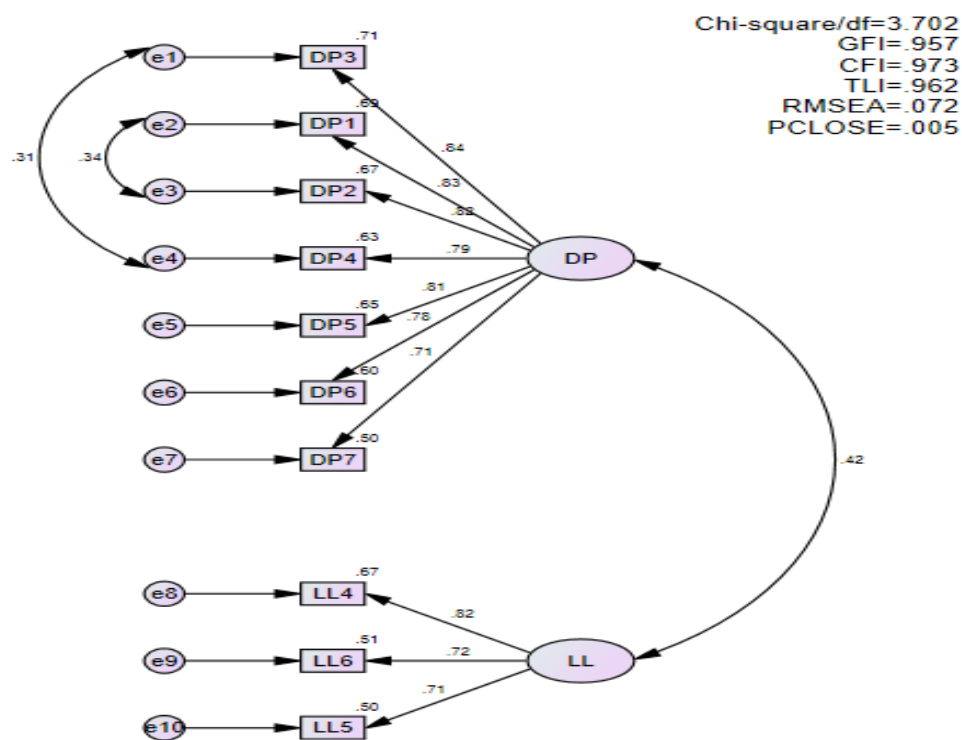 Chi-square/df=3.702
GFI=.957
CFI=.973
TLI=.962
RMSEA=.072
PCLOSE=.005
.71
e1 DP3
.69
e2 DP1
.84
.31 .34
.67
.83
e3 DP2
.82
.63
e4 DP4 .79 DP
.81
.65
.78
e5 DP5
.71
.60
e6 DP6
.50
e7 DP7
.42
.67
e8 LL4
.82
.51
e9 LL6 .72 LL
.71
.50
e10 LL5